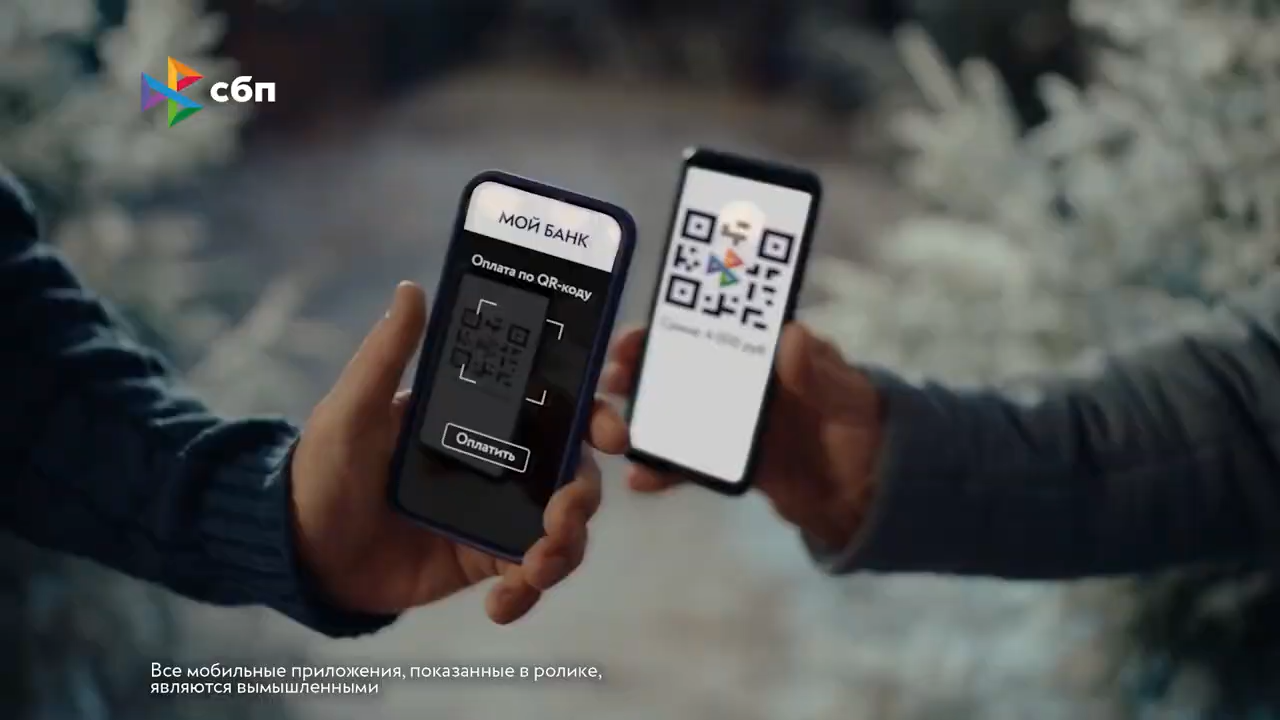 сбп
МОЙ БАНК
Оплата по QR-коду
Оплатить
Все мобильные приложения, показанные в ролике,
являются вымышленными